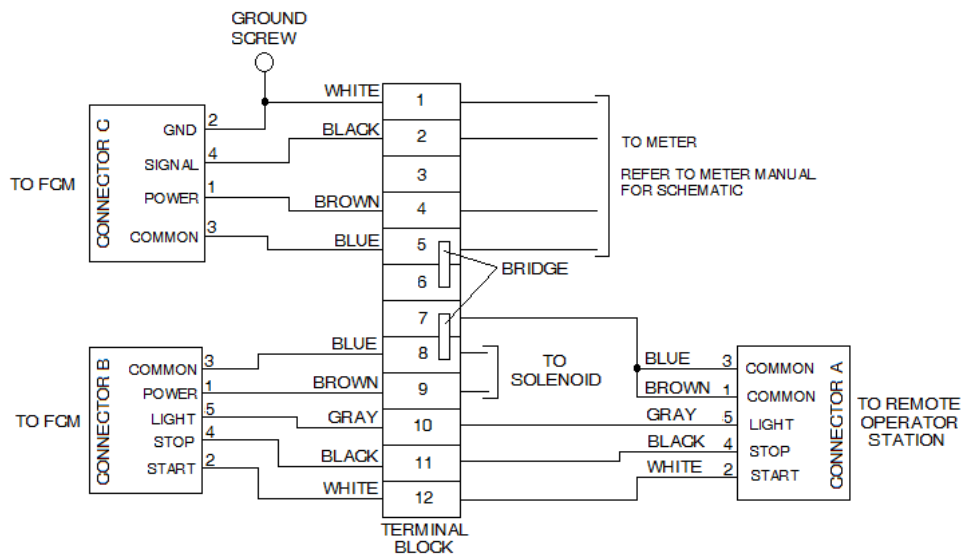 GROUND
SCREW
CONNECTOR C
TO FCM
GND 2
SIGNAL 4
POWER 1
COMMON 3
WHITE
BLACK
BROWN
BLUE
1
2
3
4
5
6
7
8
9
10
11
12
BRIDGE
TO METER
REFER TO METER MANUAL
FOR SCHEMATIC
CONNECTOR B
TO FCM
COMMON 3
POWER 1
LIGHT 5
STOP 4
START 2
BLUE
BROWN
GRAY
BLACK
WHITE
TO
SOLENOID
TERMINAL
BLOCK
BLUE 3 COMMON
BROWN 1 COMMON
GRAY 5 LIGHT
BLACK 4 STOP
WHITE 2 START
CONNECTOR A
TO REMOTE
OPERATOR
STATION